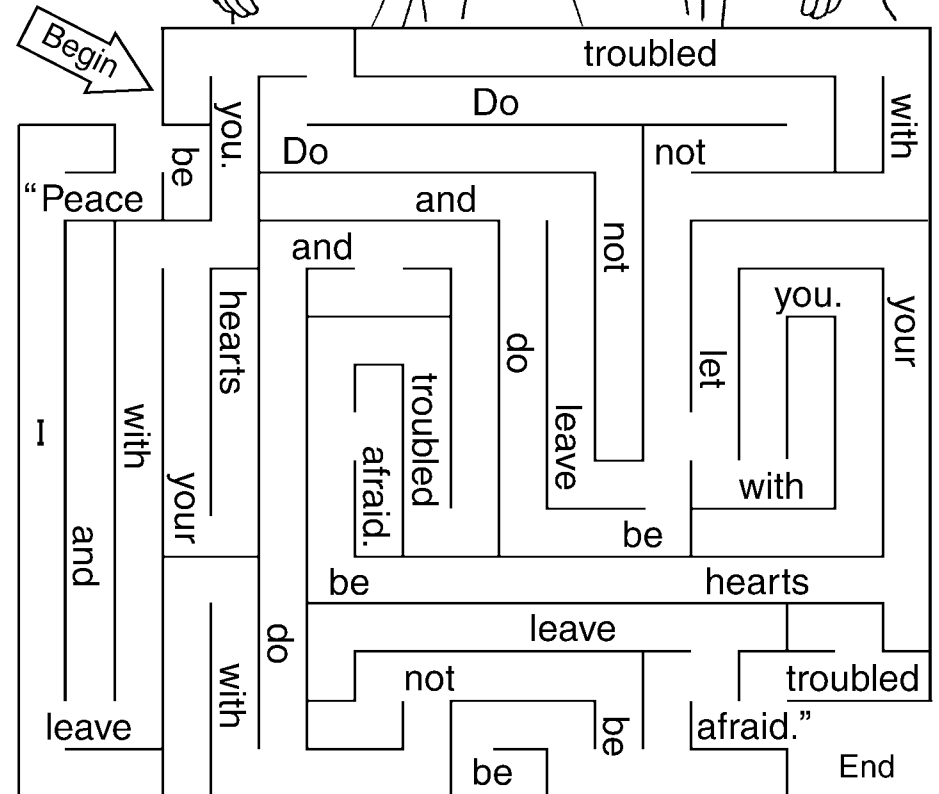 Begin
troubled
you.
Do
with
be
Do
not
“Peace
and
and
not
hearts
you.
your
do
let
troubled
I
with
leave
afraid.
your
with
and
be
be
hearts
do
leave
with
not
troubled
leave
be
afraid.”
be
End